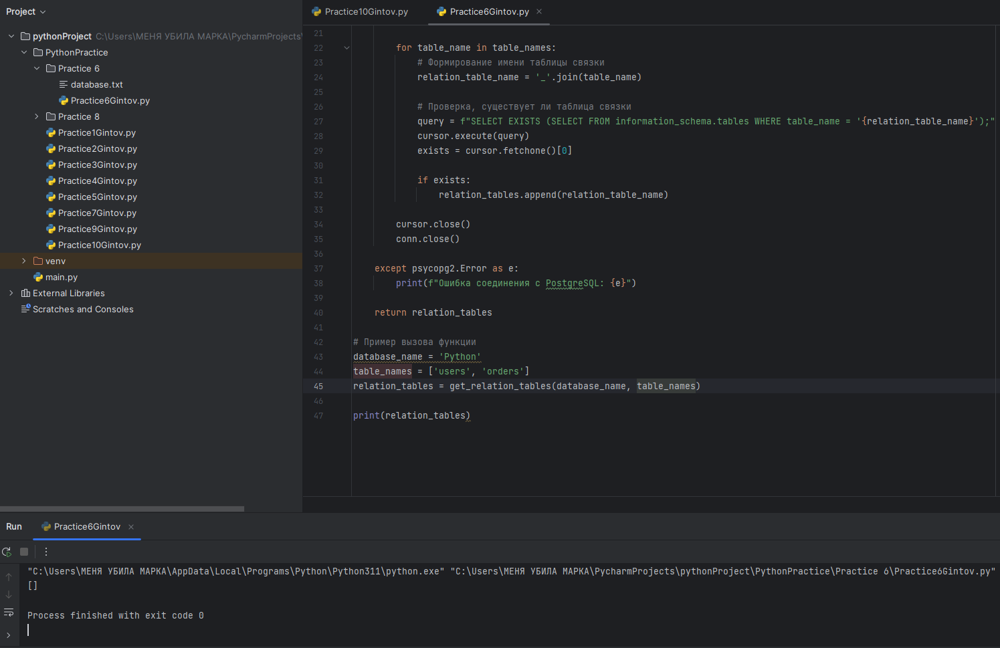 Project
pythonProject C:\Users\МЕНЯ УБИЛА МАРКА\PycharmProjects\
PythonPractice
Practice 6
database.txt
Practice6Gintov.py
Practice 8
Practice1Gintov.py
Practice2Gintov.py
Practice3Gintov.py
Practice4Gintov.py
Practice5Gintov.py
Practice7Gintov.py
Practice9Gintov.py
Practice10Gintov.py
venv
main.py
External Libraries
Scratches and Consoles
Practice10Gintov.py Practice6Gintov.py
21
22 for table_name in table_names:
23 # Формирование имени таблицы связки
24 relation_table_name = '_'.join(table_name)
25
26 # Проверка, существует ли таблица связки
27 query = f"SELECT EXISTS (SELECT FROM information_schema.tables WHERE table_name = '{relation_table_name}');"
28 cursor.execute(query)
29 exists = cursor.fetchone()[0]
30
31 if exists:
32 relation_tables.append(relation_table_name)
33
34 cursor.close()
35 conn.close()
36
37 except psycopg2.Error as e:
38 print(f"Ошибка соединения с PostgreSQL: {e}")
39
40 return relation_tables
41
42 # Пример вызова функции
43 database_name = 'Python'
44 table_names = ['users', 'orders']
45 relation_tables = get_relation_tables(database_name, table_names)
46
47 print(relation_tables)
Run Practice6Gintov
"C:\Users\МЕНЯ УБИЛА МАРКА\AppData\Local\Programs\Python\Python311\python.exe" "C:\Users\МЕНЯ УБИЛА МАРКА\PycharmProjects\pythonProject\PythonPractice\Practice 6\Practice6Gintov.py"
[]
Process finished with exit code 0